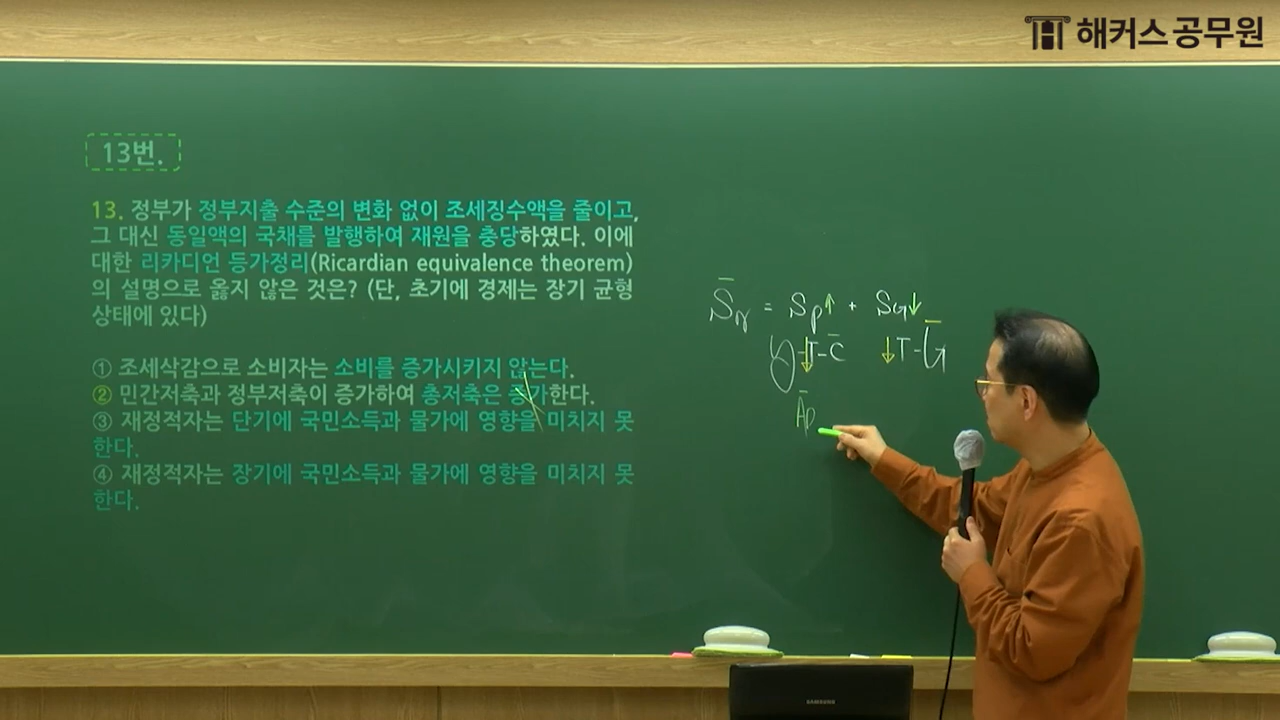 해커스공무원
13번.
13. 정부가 정부지출 수준의 변화 없이 조세징수액을 줄이고,
그 대신 동일액의 국채를 발행하여 재원을 충당하였다. 이에
대한 리카디언 등가정리(Ricardian equivalence theorem)
의 설명으로 옳지 않은 것은? (단, 초기에 경제는 장기 균형
상태에 있다)
① 조세삭감으로 소비자는 소비를 증가시키지 않는다.
② 민간저축과 정부저축이 증가하여 총저축은 증가한다.
③ 재정적자는 단기에 국민소득과 물가에 영향을 미치지 못
한다.
④ 재정적자는 장기에 국민소득과 물가에 영향을 미치지 못
한다.
= Sp↑ + SG↓
↓T-C̄ ↓T-Ḡ
SAMSUNG